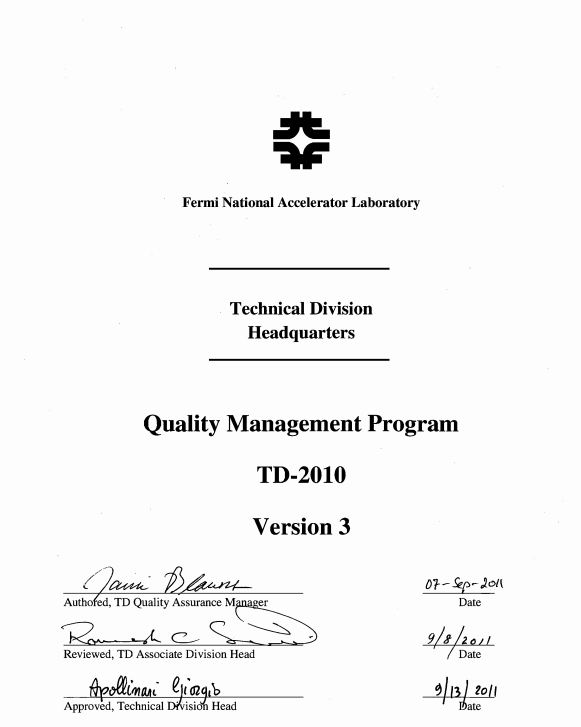 Fermi National Accelerator Laboratory
Technical Division
Headquarters
Quality Management Program
TD-2010
Version 3
Jamie Blowers 07-Sep-2011
Authored, TD Quality Assurance Manager Date
9/8/2011
Reviewed, TD Associate Division Head Date
Apollinari Giorgio 9/13/2011
Approved, Technical Division Head Date